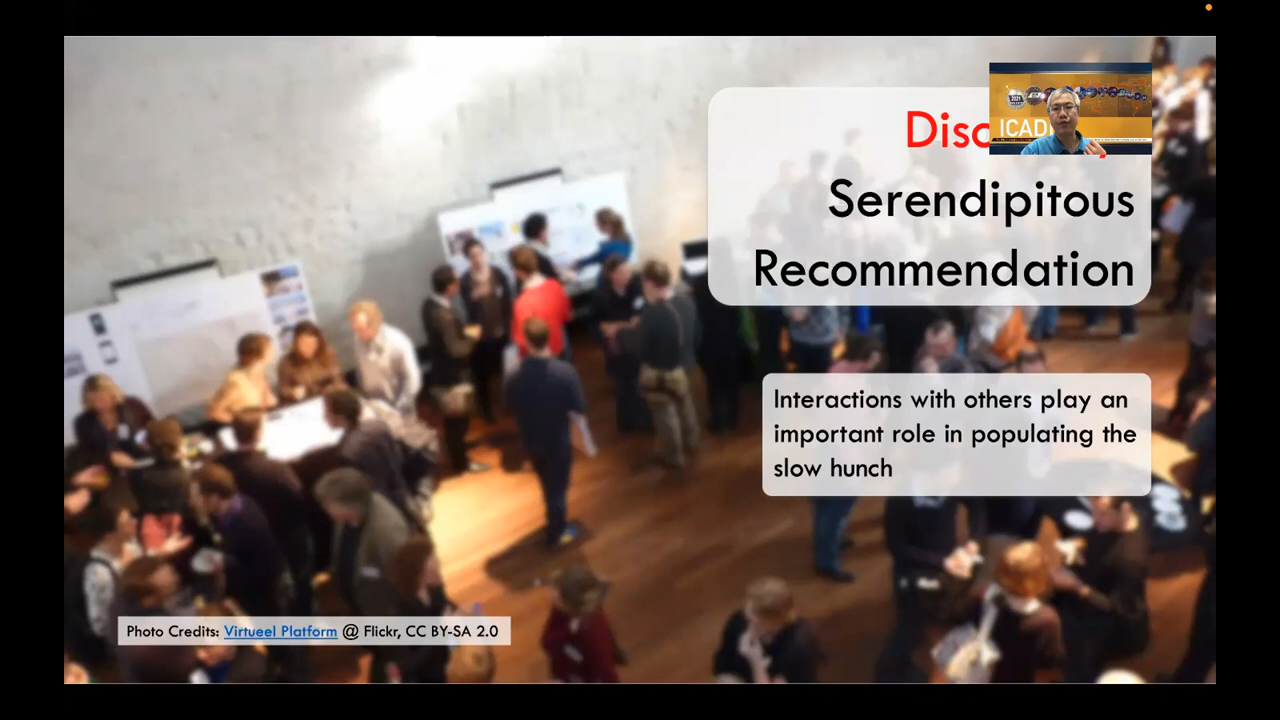 Disc
ICAD
Serendipitous
Recommendation
Interactions with others play an
important role in populating the
slow hunch
Photo Credits: Virtueel Platform @ Flickr, CC BY-SA 2.0